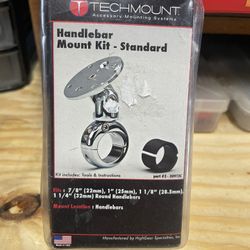 TECHMOUNT
Accessory Mounting Systems
Handlebar
Mount Kit - Standard
Kit includes: Tools & Instructions
Fits : 7/8" (22mm), 1" (25mm), 1 1/8" (28.5mm),
1 1/4" (32mm) Round Handlebars
Mount Location : Handlebars
Manufactured by HighGear Specialties, Inc